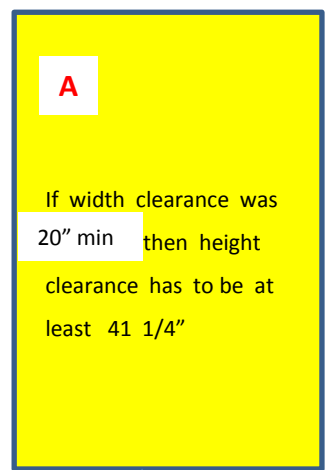 A
If width clearance was
20” min then height
clearance has to be at
least 41 1/4”